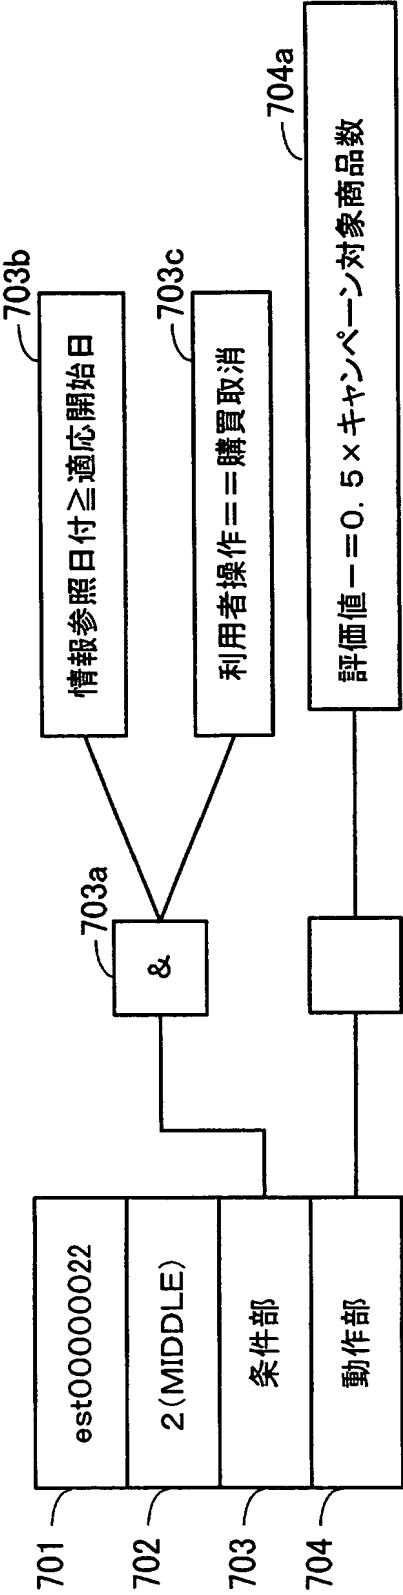 701
est00000022
702
2(MIDDLE)
703
条件部
704
動作部
703a
&
703b
情報参照日付≧適応開始日
703c
利用者操作==購買取消
704a
評価値-=0.5×キャンペーン対象商品数